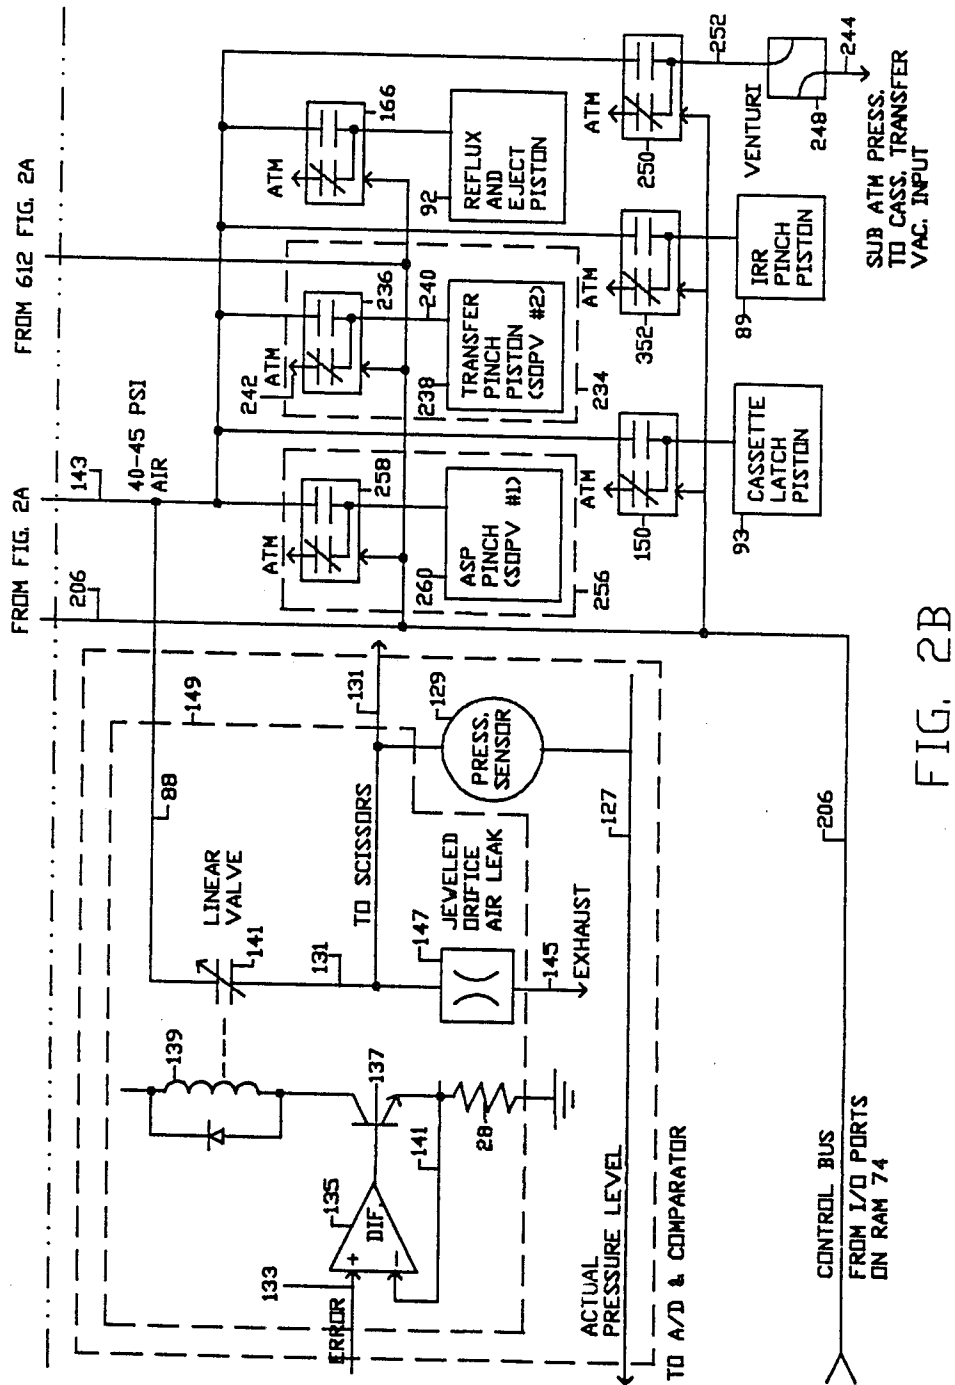 FROM FIG. 2A
FROM 612 FIG. 2A
206
143
40-45 PSI
AIR
88
149
139
LINEAR
VALVE
141
131
TO SCISSORS
131
129
PRESS.
SENSOR
137
135
DIF.
+
−
133
ERROR
141
28
147
JEWELED
ORIFICE
AIR LEAK
145
EXHAUST
127
ACTUAL
PRESSURE LEVEL
TO A/D & COMPARATOR
ATM
258
260
ASP
PINCH
(SOPV #1)
256
242
ATM
236
240
238
TRANSFER
PINCH
PISTON
(SOPV #2)
234
ATM
166
92
REFLUX
AND
EJECT
PISTON
ATM
150
93
CASSETTE
LATCH
PISTON
ATM
352
89
IRR
PINCH
PISTON
ATM
250
252
VENTURI
248
244
SUB ATM PRESS.
TO CASS. TRANSFER
VAC. INPUT
206
CONTROL BUS
FROM I/O PORTS
ON RAM 74
FIG. 2B